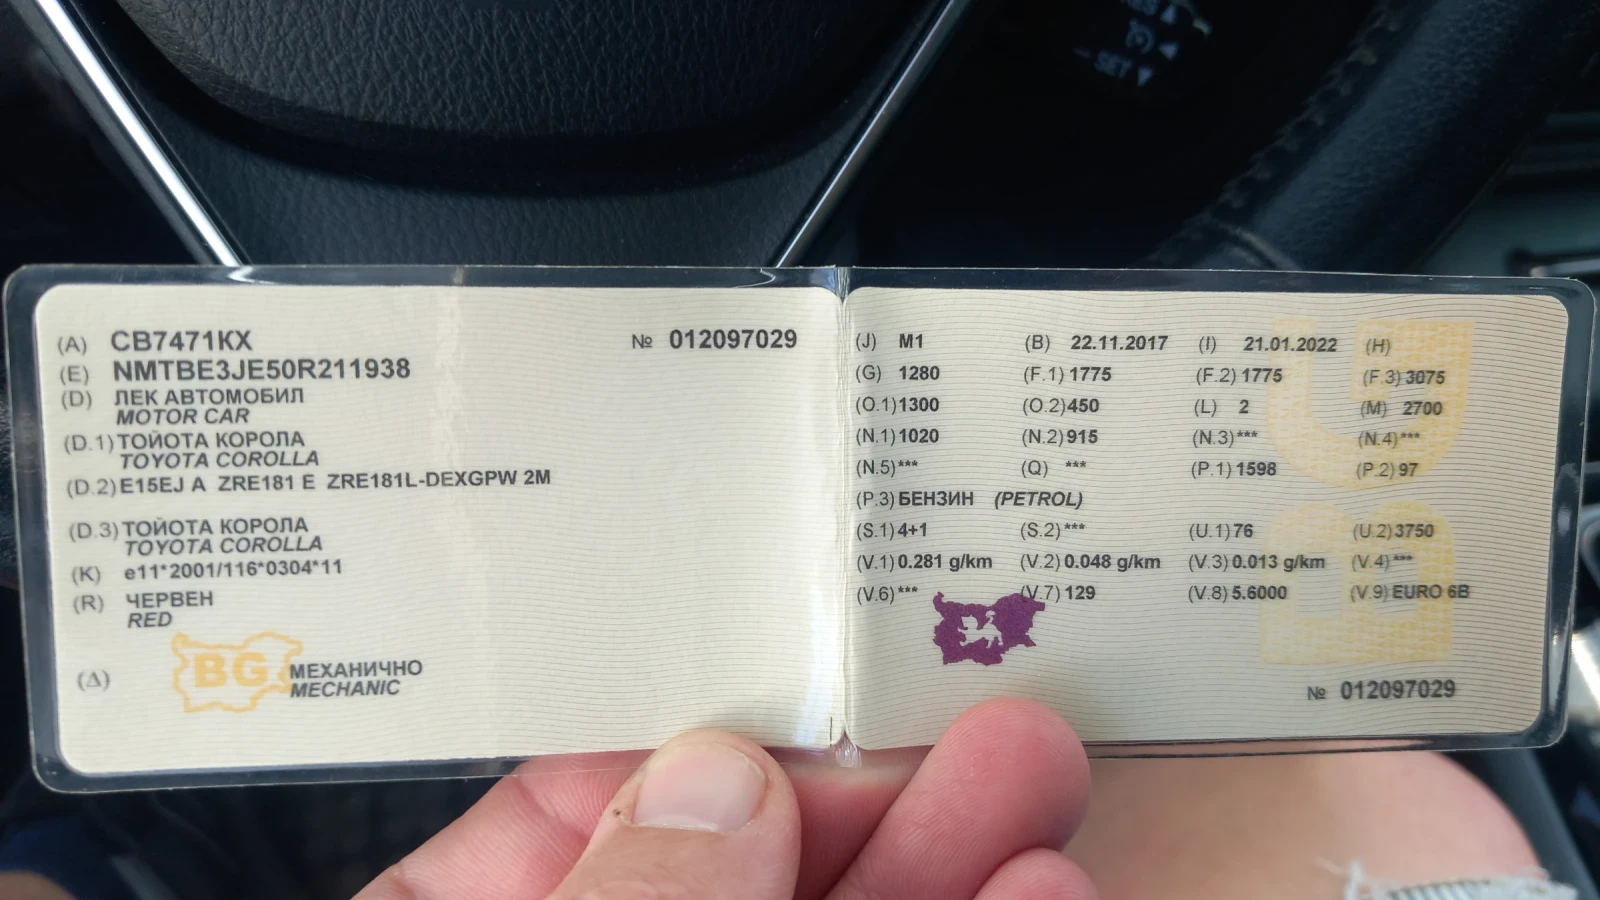 RES ▲
- SET ▼
(A) СВ7471КХ № 012097029
(E) NMTBE3JE50R211938
(D) ЛЕК АВТОМОБИЛ
MOTOR CAR
(D.1) ТОЙОТА КОРОЛА
TOYOTA COROLLA
(D.2) E15EJ A ZRE181 E ZRE181L-DEXGPW 2M
(D.3) ТОЙОТА КОРОЛА
TOYOTA COROLLA
(K) e11*2001/116*0304*11
(R) ЧЕРВЕН
RED
(Δ) BG МЕХАНИЧНО
MECHANIC
(J) M1 (B) 22.11.2017 (I) 21.01.2022 (H)
(G) 1280 (F.1) 1775 (F.2) 1775 (F.3) 3075
(O.1) 1300 (O.2) 450 (L) 2 (M) 2700
(N.1) 1020 (N.2) 915 (N.3) *** (N.4) ***
(N.5) *** (Q) *** (P.1) 1598 (P.2) 97
(P.3) БЕНЗИН (PETROL)
(S.1) 4+1 (S.2) *** (U.1) 76 (U.2) 3750
(V.1) 0.281 g/km (V.2) 0.048 g/km (V.3) 0.013 g/km (V.4) ***
(V.6) *** (V.7) 129 (V.8) 5.6000 (V.9) EURO 6B
№ 012097029